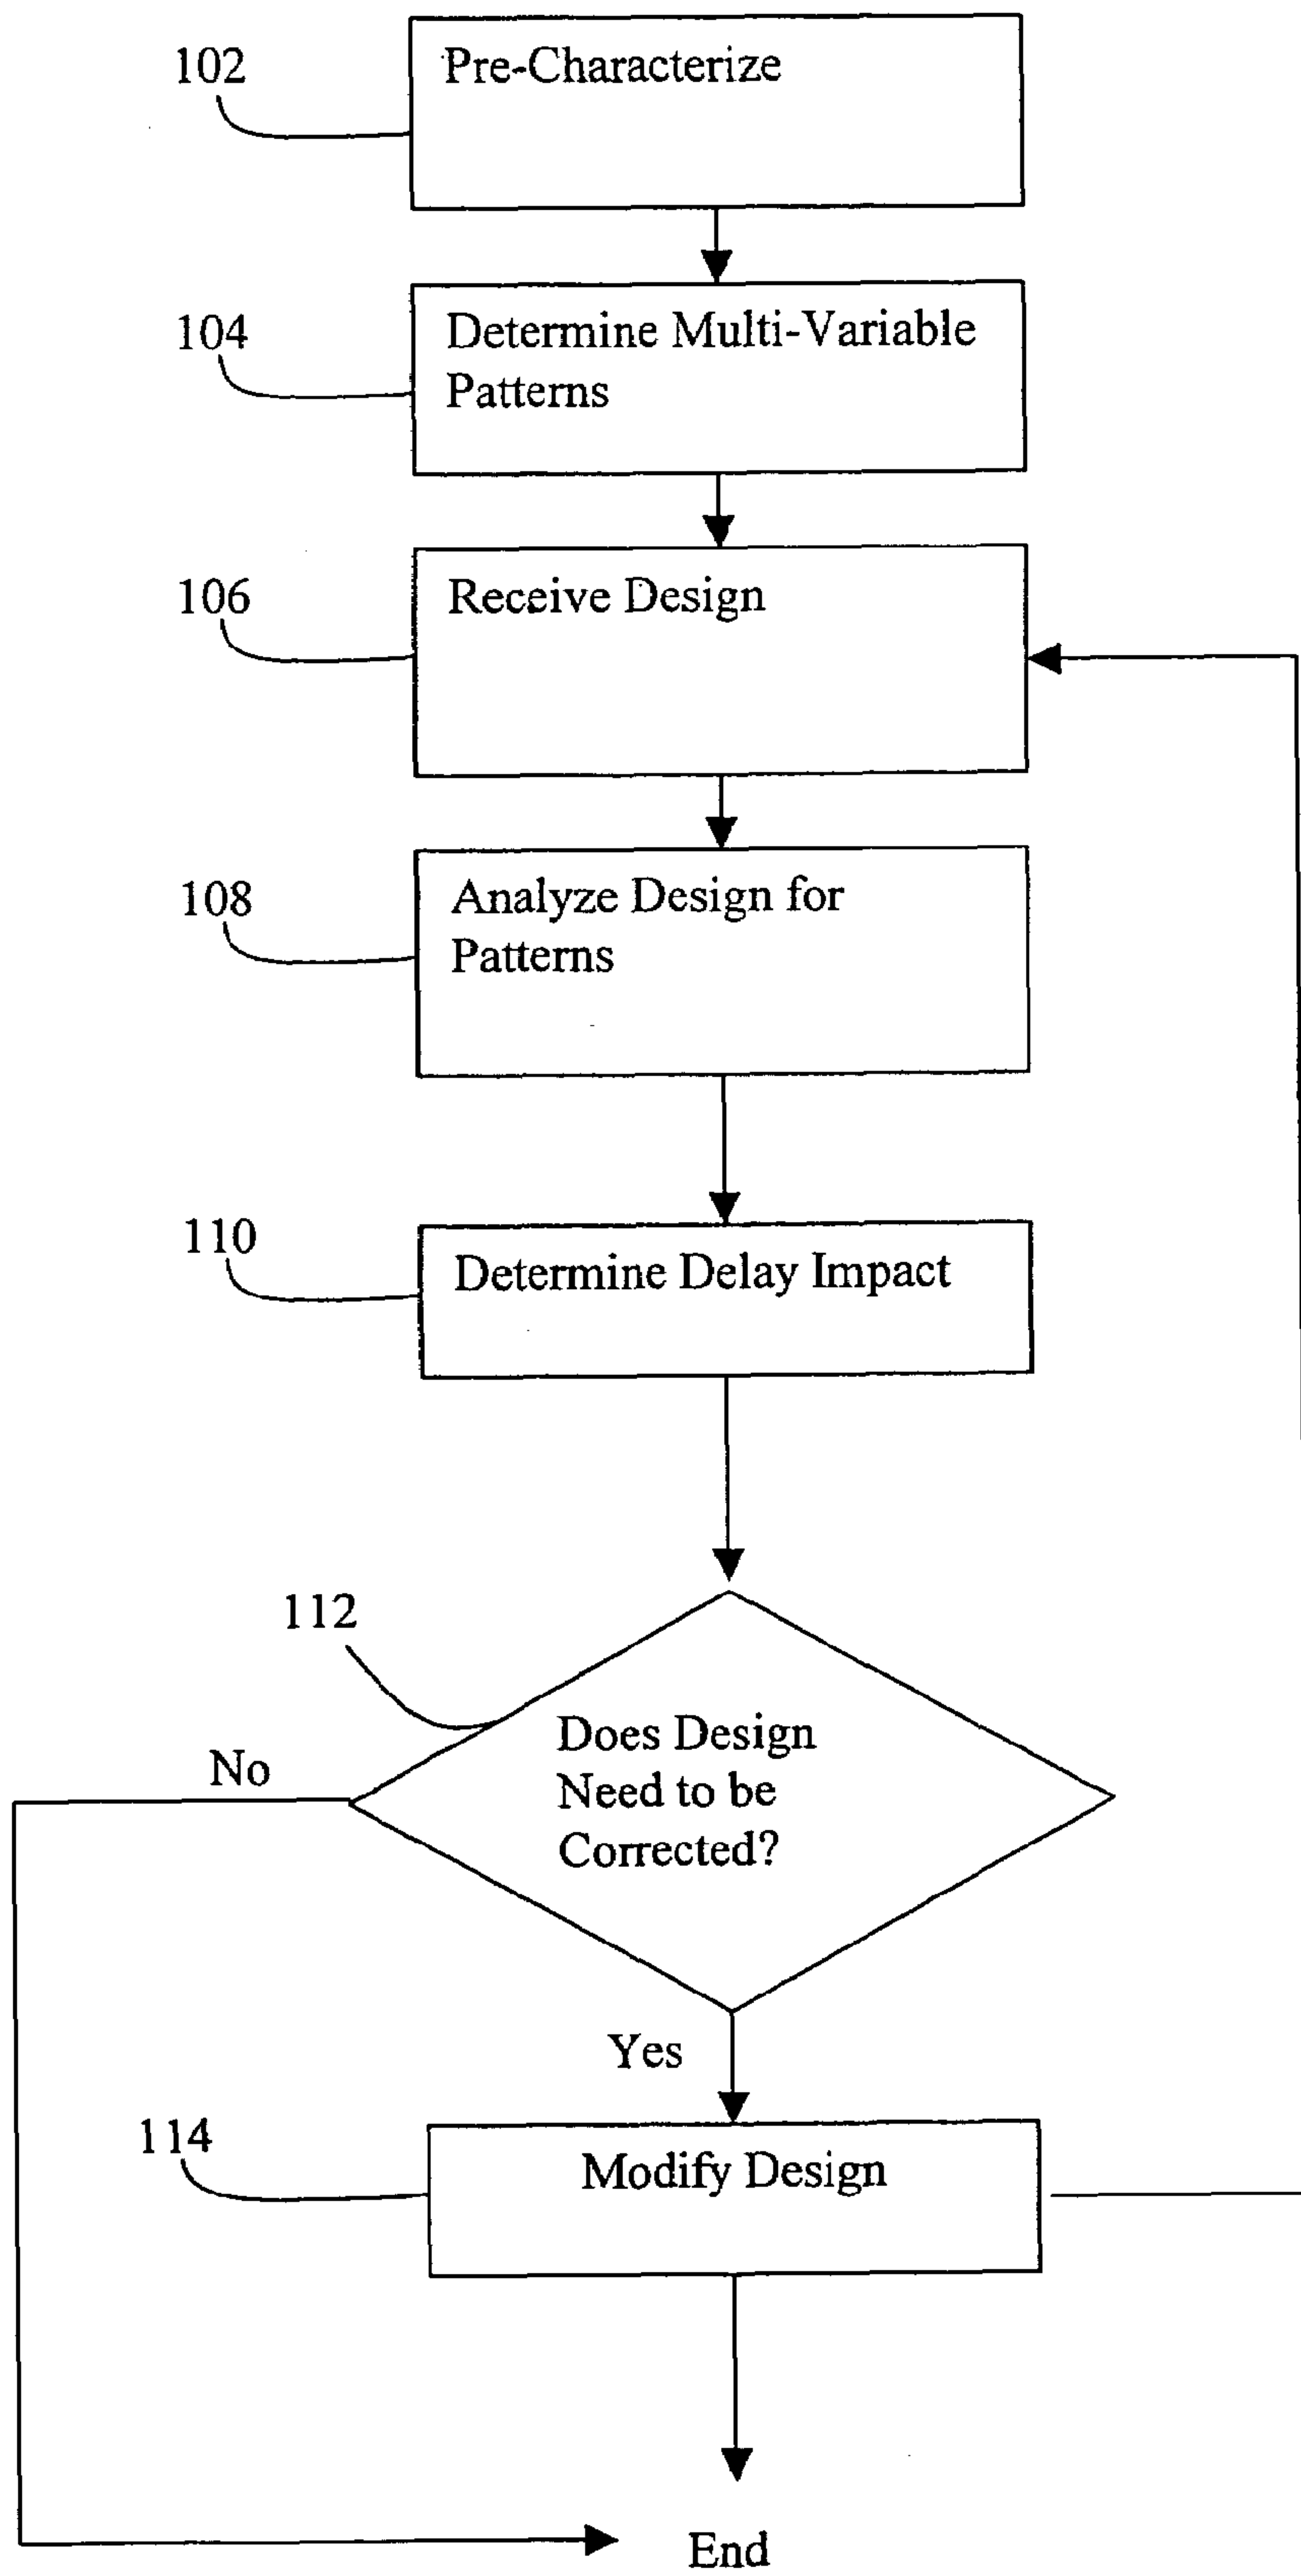 102
Pre-Characterize
104
Determine Multi-Variable
Patterns
106
Receive Design
108
Analyze Design for
Patterns
110
Determine Delay Impact
112
Does Design
Need to be
Corrected?
No
Yes
114
Modify Design
End